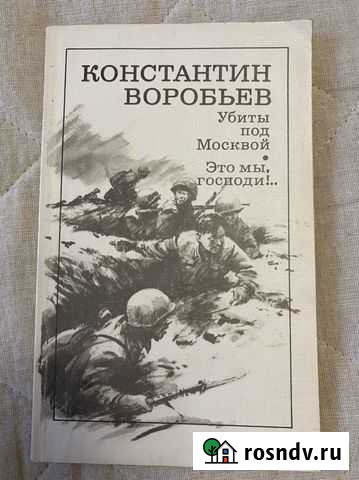 КОНСТАНТИН
ВОРОБЬЕВ
Убиты
под
Москвой
•
Это мы,
господи!..
rosndv.ru